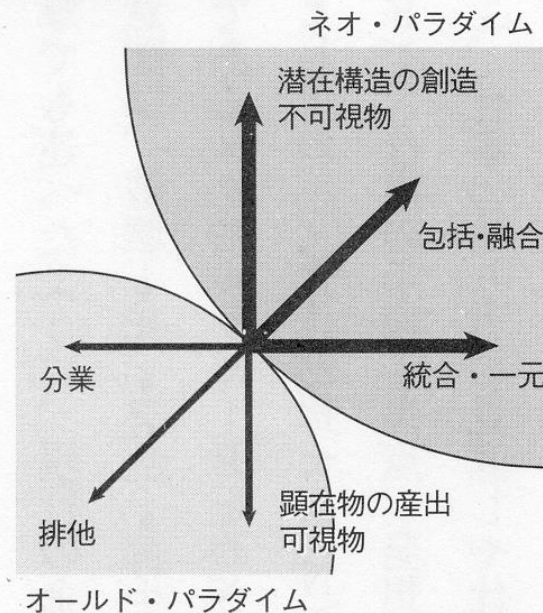 ネオ・パラダイム
潜在構造の創造
不可視物
包括・融合
統合・一元
分業
排他
顕在物の産出
可視物
オールド・パラダイム